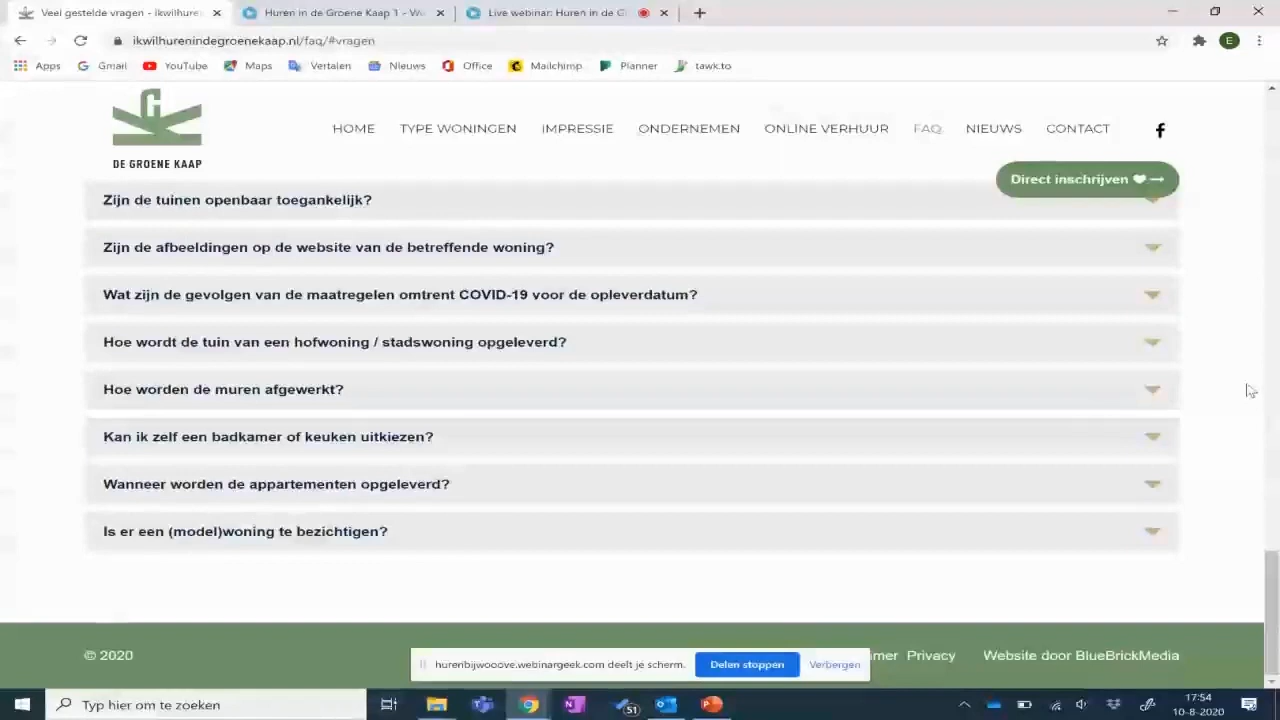 Veel gestelde vragen - ikwilhuren
Huren in de Groene Kaap 1 - Wo
Live webinar: Huren in de G
ikwilhurenindegroenekaap.nl/faq/#vragen
E
Apps Gmail YouTube Maps Vertalen Nieuws Office Mailchimp Planner tawk.to
DE GROENE KAAP
HOME TYPE WONINGEN IMPRESSIE ONDERNEMEN ONLINE VERHUUR FAQ NIEUWS CONTACT
Direct inschrijven
Zijn de tuinen openbaar toegankelijk?
Zijn de afbeeldingen op de website van de betreffende woning?
Wat zijn de gevolgen van de maatregelen omtrent COVID-19 voor de opleverdatum?
Hoe wordt de tuin van een hofwoning / stadswoning opgeleverd?
Hoe worden de muren afgewerkt?
Kan ik zelf een badkamer of keuken uitkiezen?
Wanneer worden de appartementen opgeleverd?
Is er een (model)woning te bezichtigen?
© 2020
hurenbijwooove.webinargeek.com deelt je scherm. Delen stoppen Verbergen
mer Privacy Website door BlueBrickMedia
Typ hier om te zoeken
51
17:54
10-8-2020